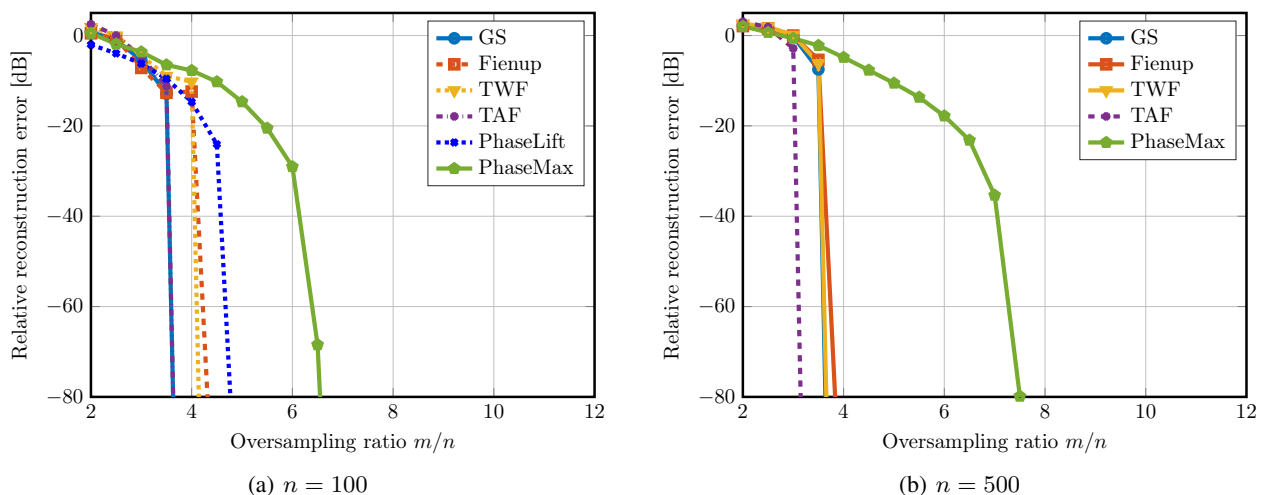 0
−20
−40
−60
−80
2
4
6
8
10
12
Relative reconstruction error [dB]
Oversampling ratio m/n
GS
Fienup
TWF
TAF
PhaseLift
PhaseMax
(a) n = 100
0
−20
−40
−60
−80
2
4
6
8
10
12
Relative reconstruction error [dB]
Oversampling ratio m/n
GS
Fienup
TWF
TAF
PhaseMax
(b) n = 500